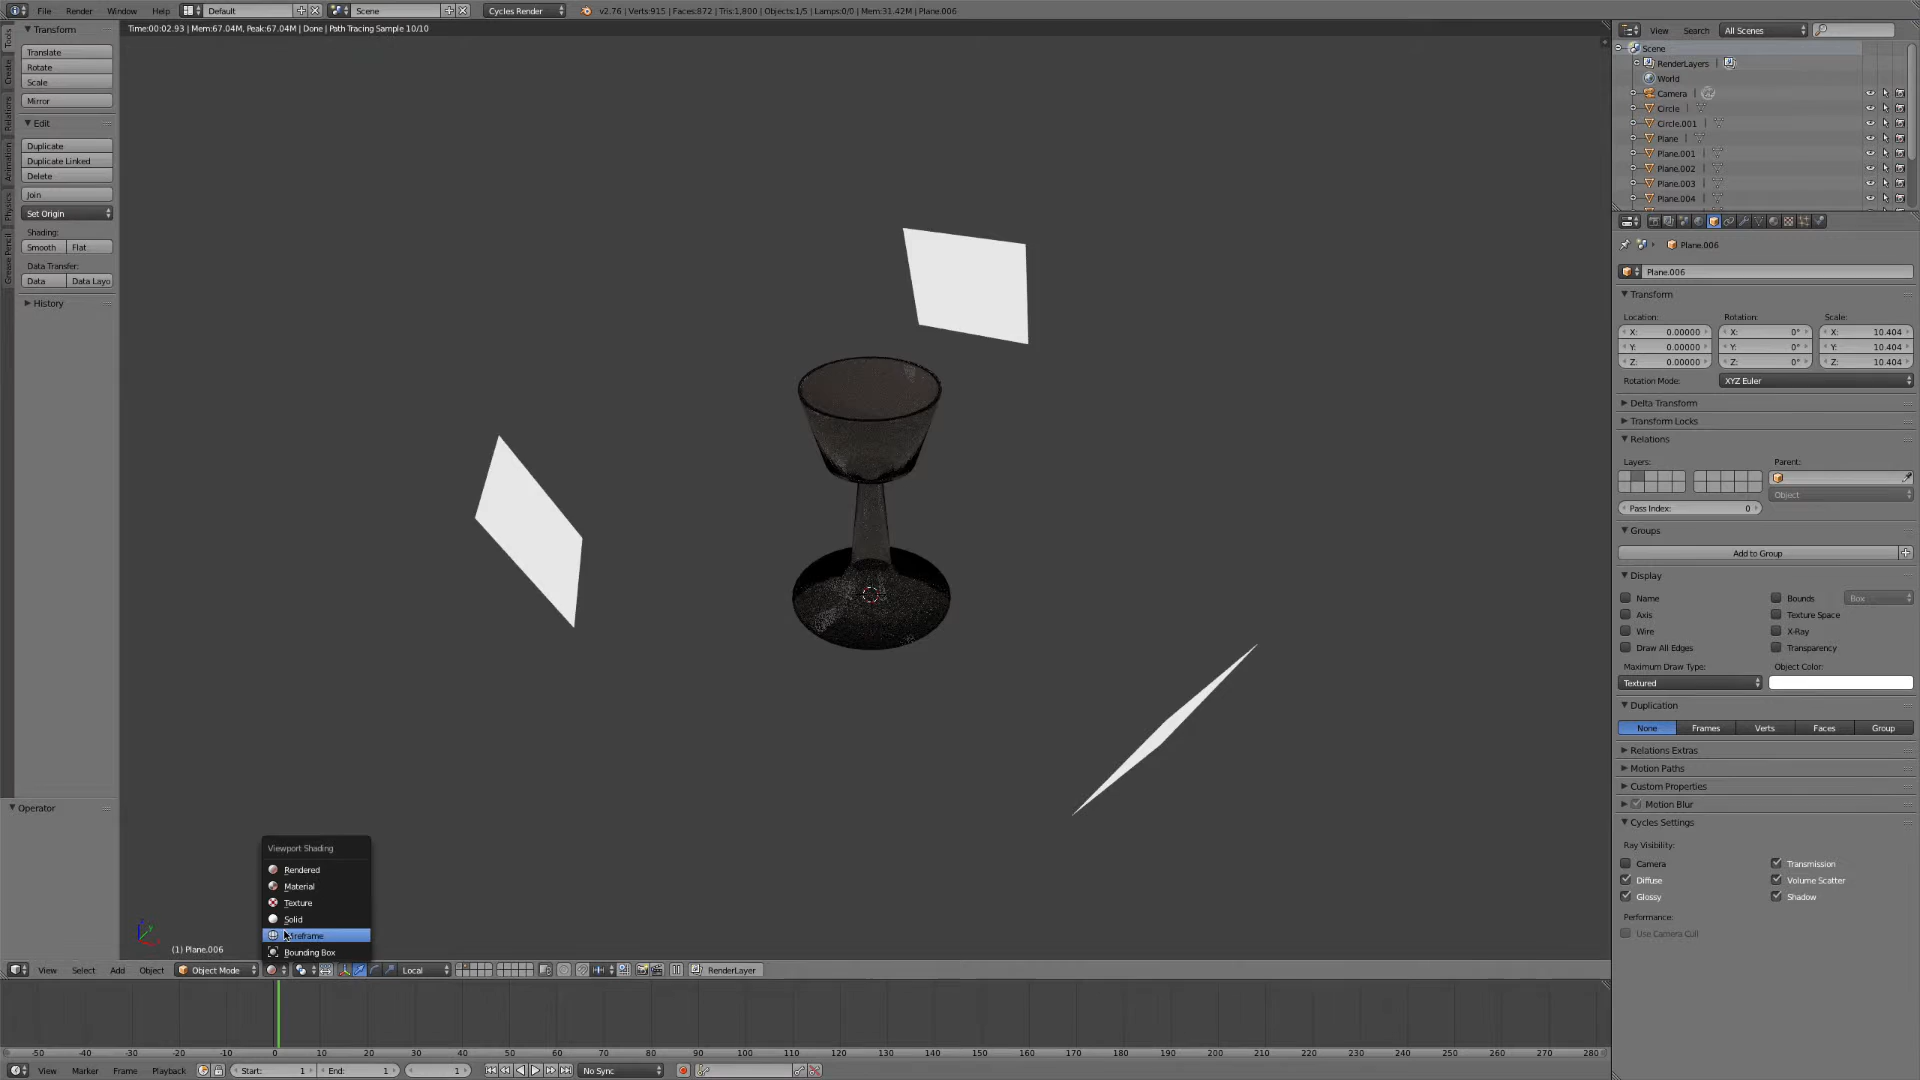 File Render Window Help Default Scene Cycles Render v2.76 | Verts:915 | Faces:872 | Tris:1,800 | Objects:1/5 | Lamps:0/0 | Mem:31.42M | Plane.006
Time:00:02.93 | Mem:67.04M, Peak:67.04M | Done | Path Tracing Sample 10/10
Tools
Create
Relations
Animation
Physics
Grease Pencil
Transform
Translate
Rotate
Scale
Mirror
Edit
Duplicate
Duplicate Linked
Delete
Join
Set Origin
Shading:
Smooth Flat
Data Transfer:
Data Data Layo
History
Operator
Viewport Shading
Rendered
Material
Texture
Solid
ireframe
Bounding Box
(1) Plane.006
View Select Add Object Object Mode Local RenderLayer
-50 -40 -30 -20 -10 0 10 20 30 40 50 60 70 80 90 100 110 120 130 140 150 160 170 180 190 200 210 220 230 240 250 260 270 280
View Marker Frame Playback Start: 1 End: 1 1 No Sync
View Search All Scenes
Scene
RenderLayers |
World
Camera |
Circle |
Circle.001 |
Plane |
Plane.001 |
Plane.002 |
Plane.003 |
Plane.004 |
Plane.006
Plane.006
Transform
Location: Rotation: Scale:
X: 0.00000 X: 0° X: 10.404
Y: 0.00000 Y: 0° Y: 10.404
Z: 0.00000 Z: 0° Z: 10.404
Rotation Mode: XYZ Euler
Delta Transform
Transform Locks
Relations
Layers: Parent:
Object
Pass Index: 0
Groups
Add to Group
Display
Name Bounds Box
Axis Texture Space
Wire X-Ray
Draw All Edges Transparency
Maximum Draw Type: Object Color:
Textured
Duplication
None Frames Verts Faces Group
Relations Extras
Motion Paths
Custom Properties
Motion Blur
Cycles Settings
Ray Visibility:
Camera Transmission
Diffuse Volume Scatter
Glossy Shadow
Performance:
Use Camera Cull